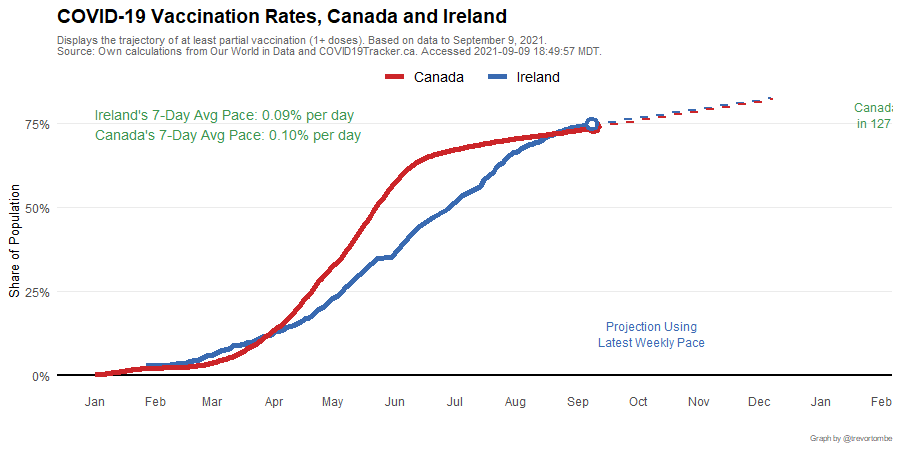 COVID-19 Vaccination Rates, Canada and Ireland
Displays the trajectory of at least partial vaccination (1+ doses). Based on data to September 9, 2021.
Source: Own calculations from Our World in Data and COVID19Tracker.ca. Accessed 2021-09-09 18:49:57 MDT.
Canada Ireland
Ireland's 7-Day Avg Pace: 0.09% per day
Canada's 7-Day Avg Pace: 0.10% per day
Canada
in 127
75%
50%
25%
0%
Share of Population
Projection Using
Latest Weekly Pace
Jan Feb Mar Apr May Jun Jul Aug Sep Oct Nov Dec Jan Feb
Graph by @trevortombe